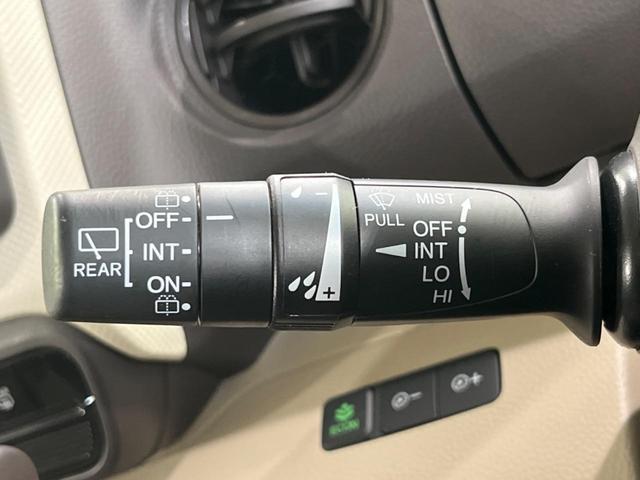 REAR
OFF
INT
ON
-
+
PULL
MIST
OFF
INT
LO
HI
ECON
-
+